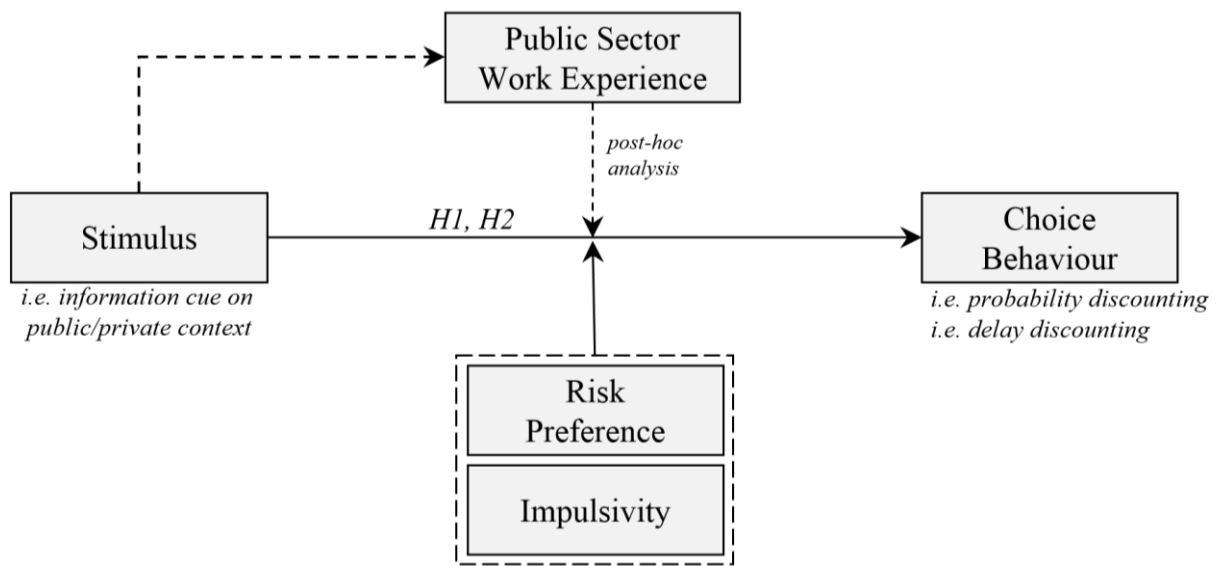 Public Sector
Work Experience
post-hoc
analysis
Stimulus
H1, H2
Choice
Behaviour
i.e. information cue on
public/private context
i.e. probability discounting
i.e. delay discounting
Risk
Preference
Impulsivity